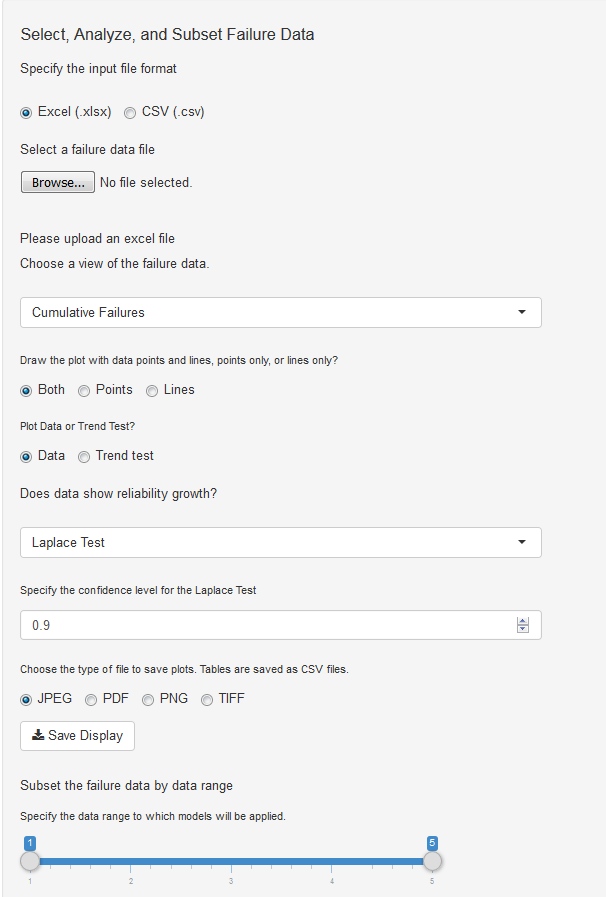 Select, Analyze, and Subset Failure Data
Specify the input file format
Excel (.xlsx) CSV (.csv)
Select a failure data file
Browse... No file selected.
Please upload an excel file
Choose a view of the failure data.
Cumulative Failures
Draw the plot with data points and lines, points only, or lines only?
Both Points Lines
Plot Data or Trend Test?
Data Trend test
Does data show reliability growth?
Laplace Test
Specify the confidence level for the Laplace Test
0.9
Choose the type of file to save plots. Tables are saved as CSV files.
JPEG PDF PNG TIFF
Save Display
Subset the failure data by data range
Specify the data range to which models will be applied.
1 5
1 2 3 4 5